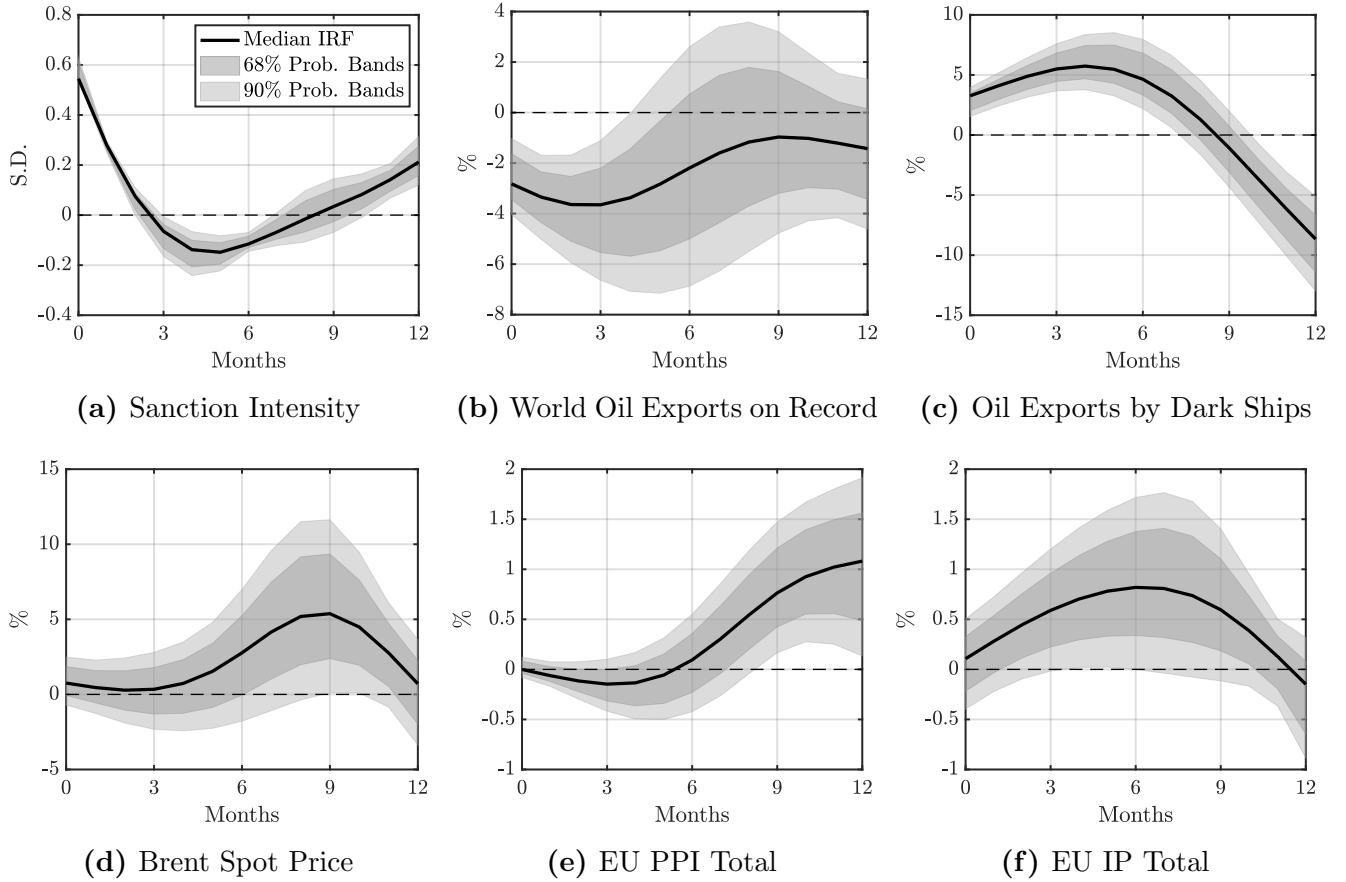 Median IRF
68% Prob. Bands
90% Prob. Bands
S.D.
0.8
0.6
0.4
0.2
0
-0.2
-0.4
0 3 6 9 12
Months
(a) Sanction Intensity
%
4
2
0
-2
-4
-6
-8
0 3 6 9 12
Months
(b) World Oil Exports on Record
%
10
5
0
-5
-10
-15
0 3 6 9 12
Months
(c) Oil Exports by Dark Ships
%
15
10
5
0
-5
0 3 6 9 12
Months
(d) Brent Spot Price
%
2
1.5
1
0.5
0
-0.5
-1
0 3 6 9 12
Months
(e) EU PPI Total
%
2
1.5
1
0.5
0
-0.5
-1
0 3 6 9 12
Months
(f) EU IP Total